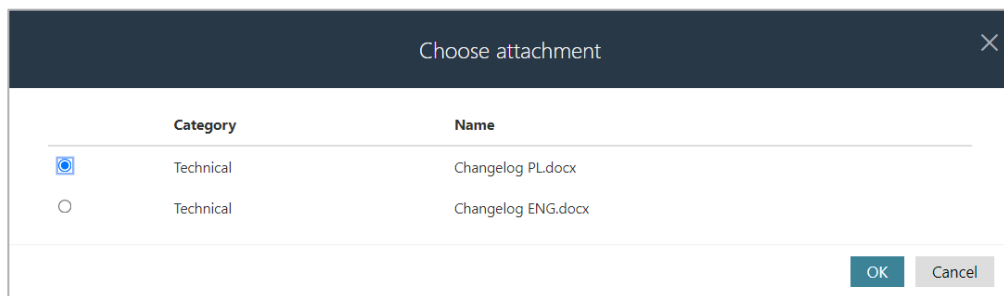 Choose attachment
Category Name
Technical Changelog PL.docx
Technical Changelog ENG.docx
OK Cancel